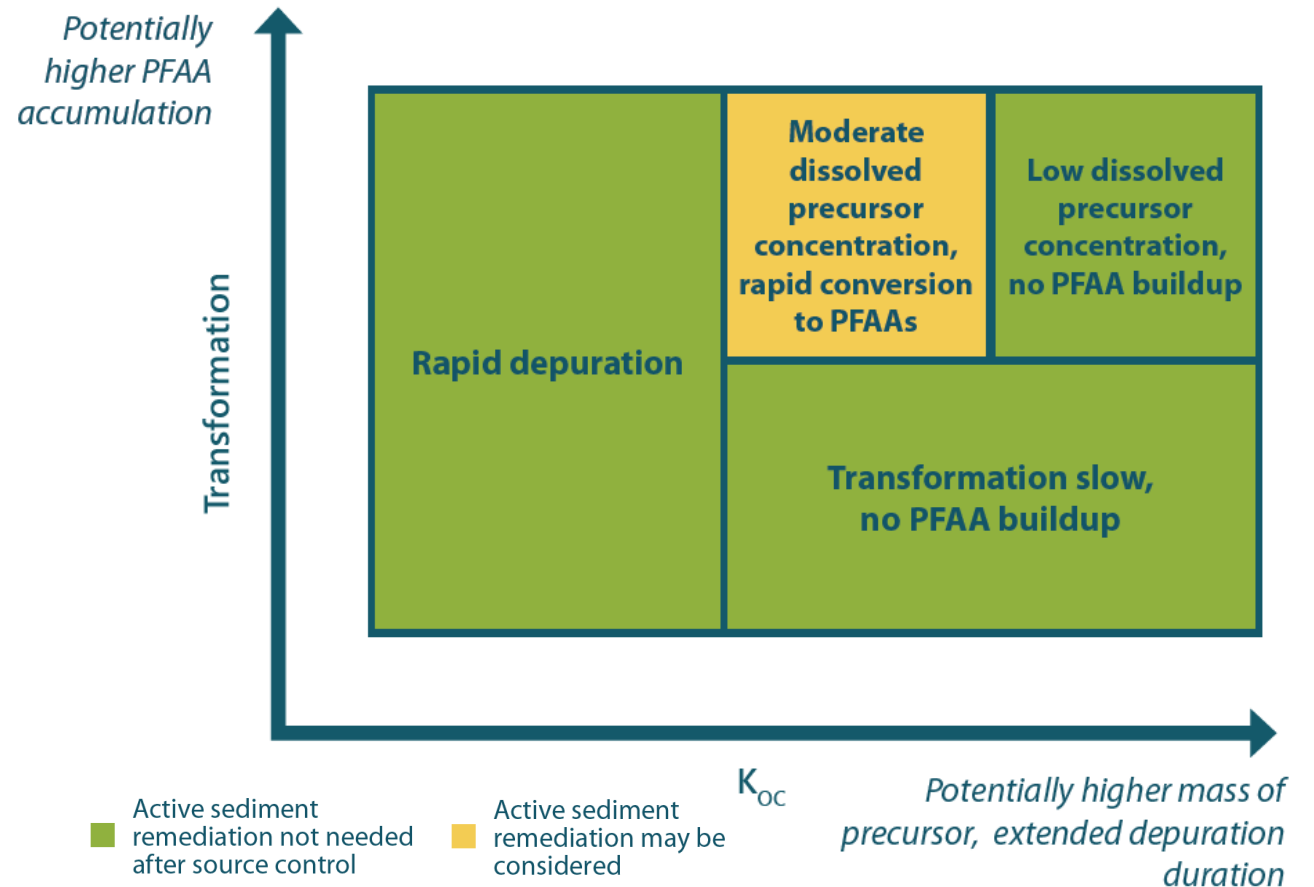 Potentially
higher PFAA
accumulation
Transformation
Rapid depuration
Moderate
dissolved
precursor
concentration,
rapid conversion
to PFAAs
Low dissolved
precursor
concentration,
no PFAA buildup
Transformation slow,
no PFAA buildup
KOC
Potentially higher mass of
precursor, extended depuration
duration
Active sediment
remediation not needed
after source control
Active sediment
remediation may be
considered